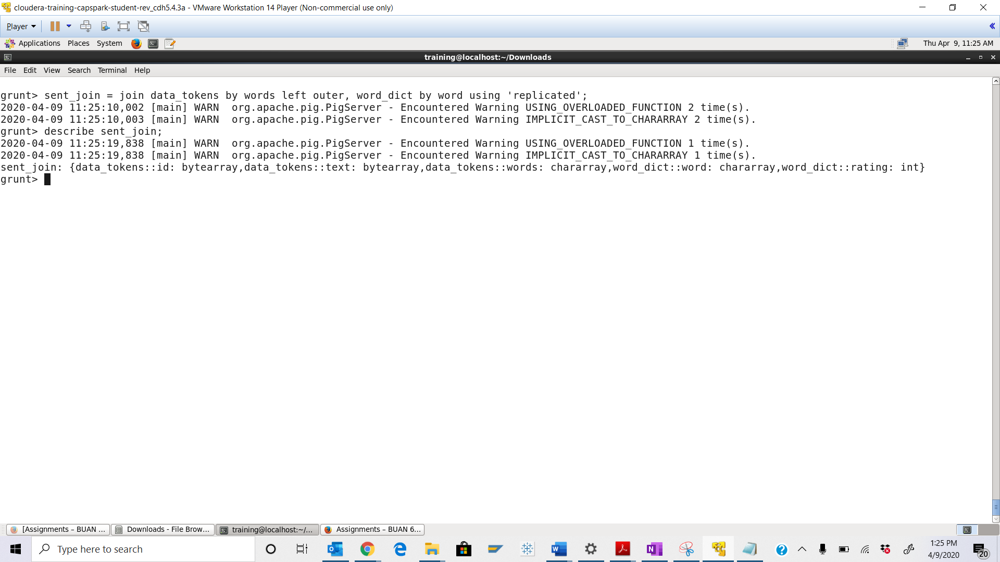 cloudera-training-capspark-student-rev_cdh5.4.3a - VMware Workstation 14 Player (Non-commercial use only)
Player
Applications Places System Thu Apr 9, 11:25 AM
training@localhost:~/Downloads
File Edit View Search Terminal Help
grunt> sent_join = join data_tokens by words left outer, word_dict by word using 'replicated';
2020-04-09 11:25:10,002 [main] WARN  org.apache.pig.PigServer - Encountered Warning USING_OVERLOADED_FUNCTION 2 time(s).
2020-04-09 11:25:10,003 [main] WARN  org.apache.pig.PigServer - Encountered Warning IMPLICIT_CAST_TO_CHARARRAY 2 time(s).
grunt> describe sent_join;
2020-04-09 11:25:19,838 [main] WARN  org.apache.pig.PigServer - Encountered Warning USING_OVERLOADED_FUNCTION 1 time(s).
2020-04-09 11:25:19,838 [main] WARN  org.apache.pig.PigServer - Encountered Warning IMPLICIT_CAST_TO_CHARARRAY 1 time(s).
sent_join: {data_tokens::id: bytearray,data_tokens::text: bytearray,data_tokens::words: chararray,word_dict::word: chararray,word_dict::rating: int}
grunt>
[Assignments – BUAN ... Downloads - File Brow... training@localhost:~/... Assignments – BUAN 6...
Type here to search
1:25 PM
4/9/2020
20